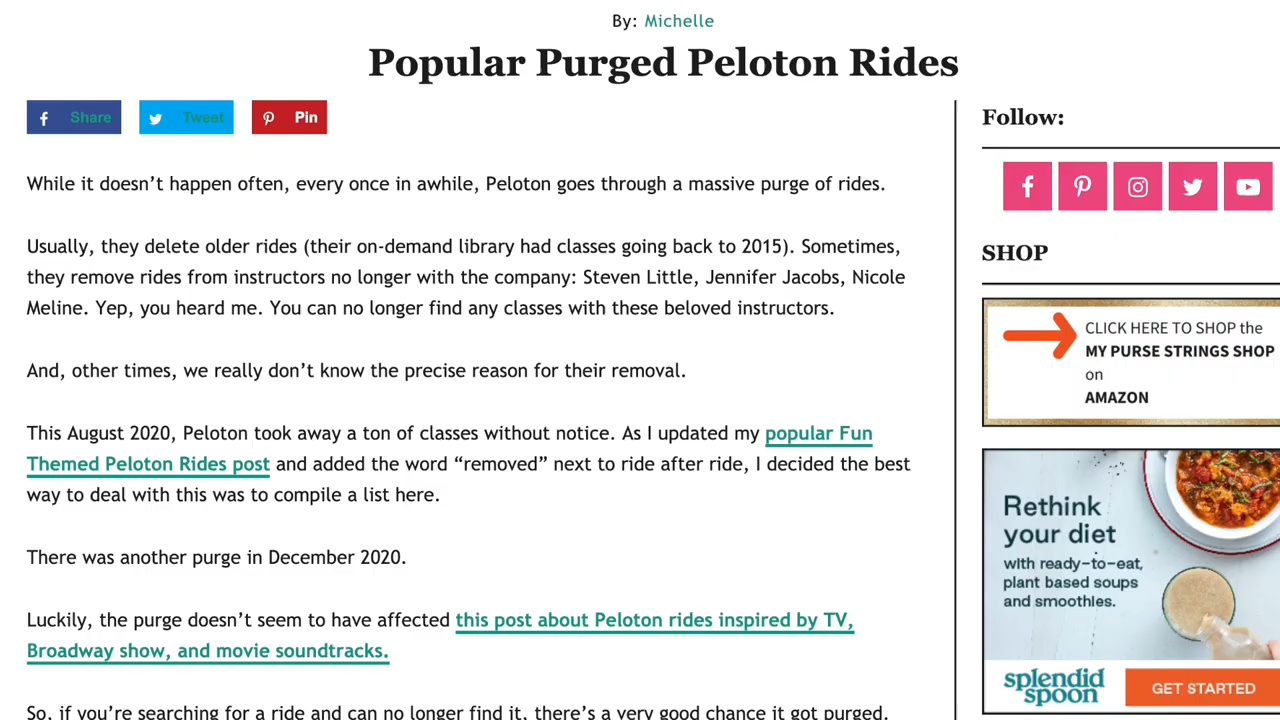 By: Michelle
Popular Purged Peloton Rides
Share
Tweet
Pin
While it doesn’t happen often, every once in awhile, Peloton goes through a massive purge of rides.
Usually, they delete older rides (their on-demand library had classes going back to 2015). Sometimes,
they remove rides from instructors no longer with the company: Steven Little, Jennifer Jacobs, Nicole
Meline. Yep, you heard me. You can no longer find any classes with these beloved instructors.
And, other times, we really don’t know the precise reason for their removal.
This August 2020, Peloton took away a ton of classes without notice. As I updated my popular Fun
Themed Peloton Rides post and added the word “removed” next to ride after ride, I decided the best
way to deal with this was to compile a list here.
There was another purge in December 2020.
Luckily, the purge doesn’t seem to have affected this post about Peloton rides inspired by TV,
Broadway show, and movie soundtracks.
So, if you’re searching for a ride and can no longer find it, there’s a very good chance it got purged.
Follow:
SHOP
CLICK HERE TO SHOP the
MY PURSE STRINGS SHOP
on
AMAZON
Rethink
your diet
with ready-to-eat,
plant based soups
and smoothies.
splendid
spoon
GET STARTED